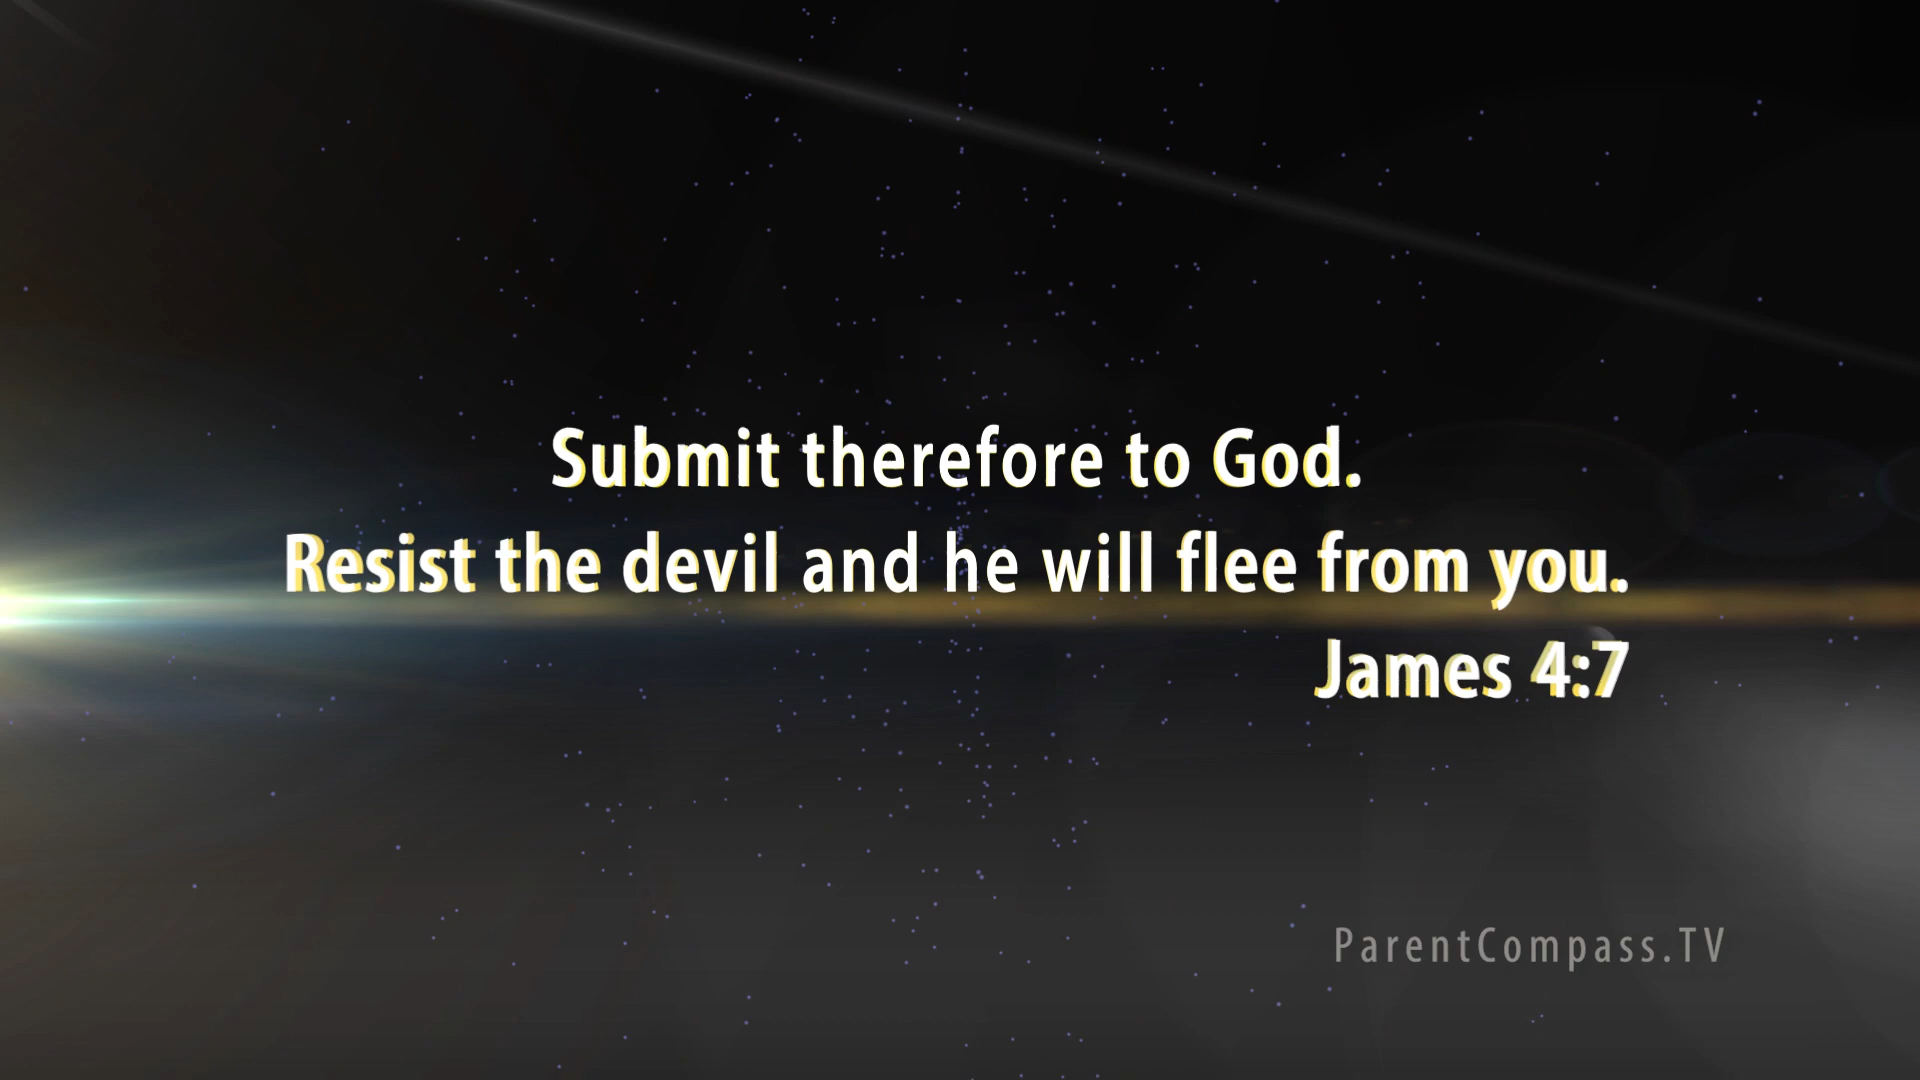 Submit therefore to God.
Resist the devil and he will flee from you.
James 4:7
ParentCompass.TV